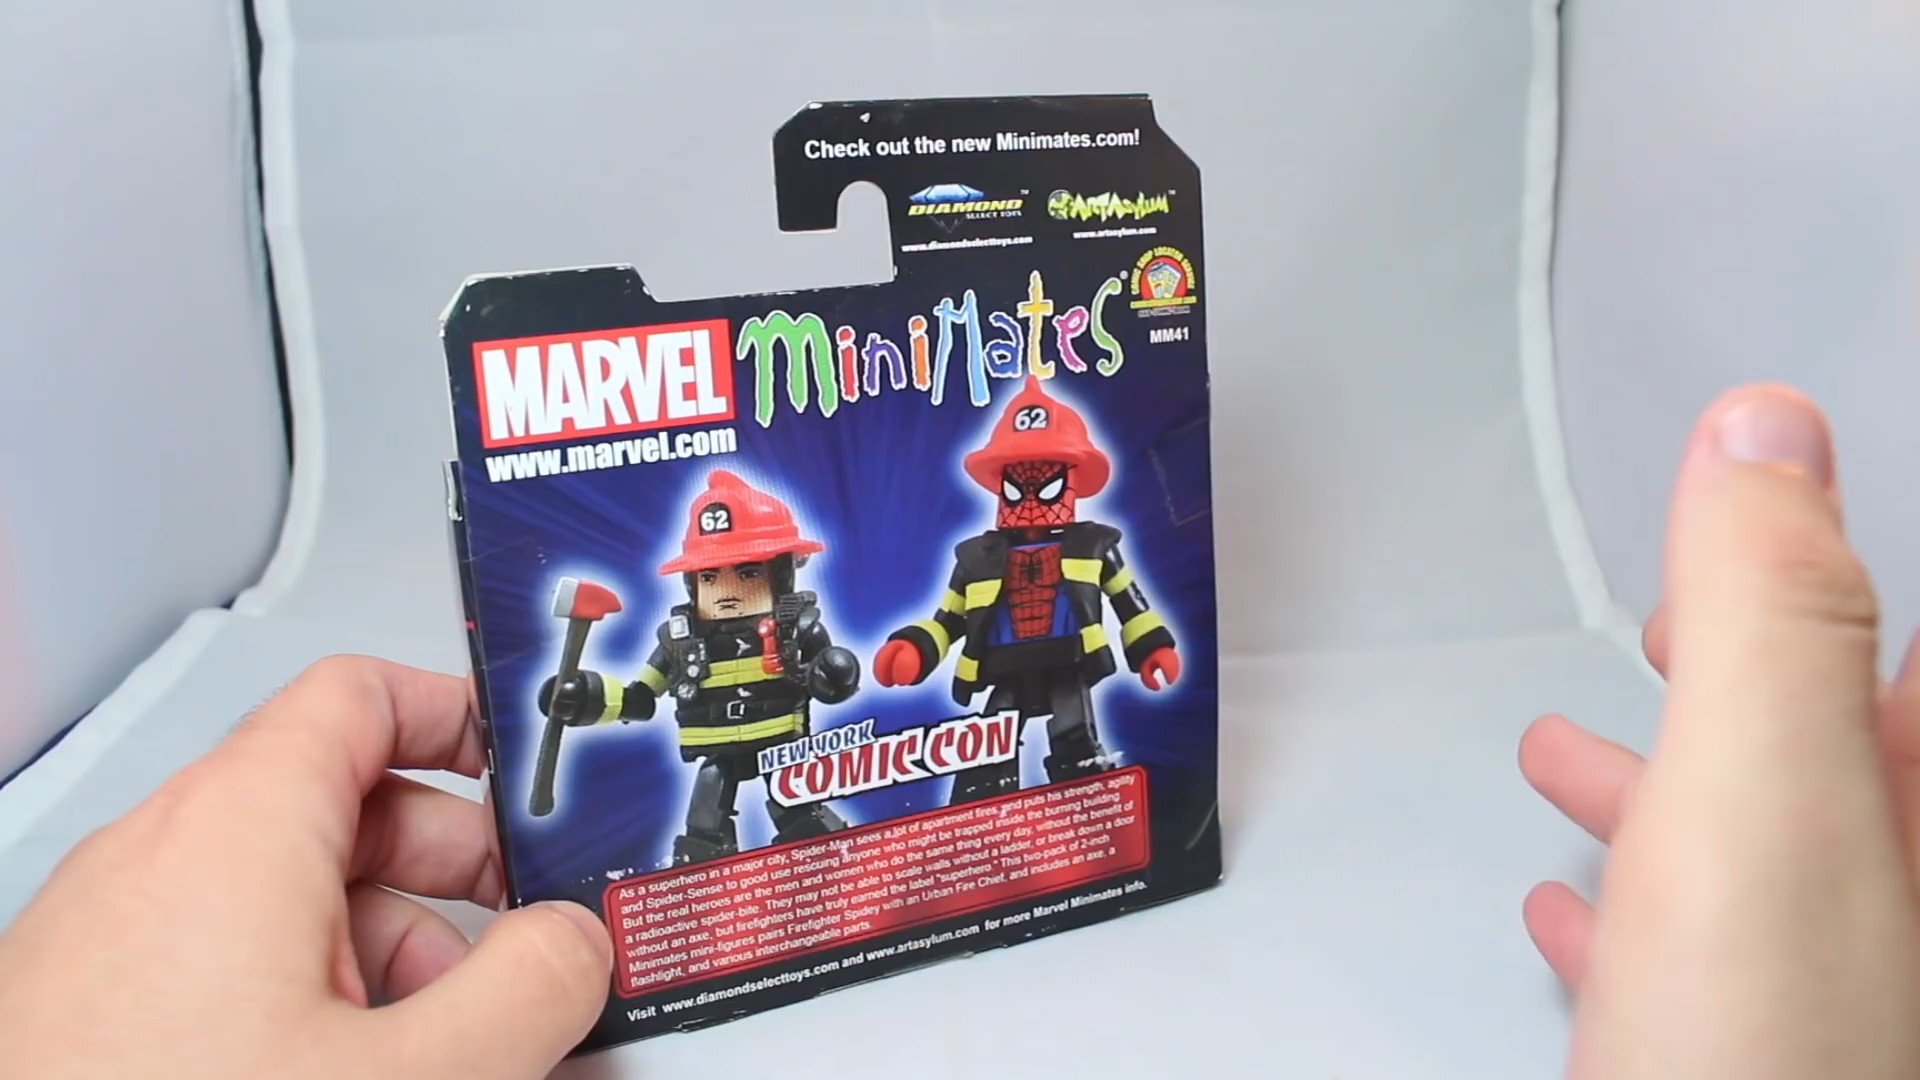 Check out the new Minimates.com!
DIAMOND™
SELECT TOYS
www.diamondselecttoys.com
ARTASYLUM™
www.artasylum.com
COMIC SHOP LOCATOR SERVICE
MM41
MARVEL
MiniMates®
www.marvel.com
62
62
NEW YORK
COMIC CON
As a superhero in a major city, Spider-Man sees a lot of apartment fires, and puts his strength, agility
and Spider-Sense to good use rescuing anyone who might be trapped inside the burning building
But the real heroes are the men and women who do the same thing every day, without the benefit of
a radioactive spider-bite. They may not be able to scale walls without a ladder, or break down a door
without an axe, but firefighters have truly earned the label "superhero." This two-pack of 2-inch
Minimates mini-figures pairs Firefighter Spidey with an Urban Fire Chief, and includes an axe, a
flashlight, and various interchangeable parts.
Visit www.diamondselecttoys.com and www.artasylum.com for more Marvel Minimates info.